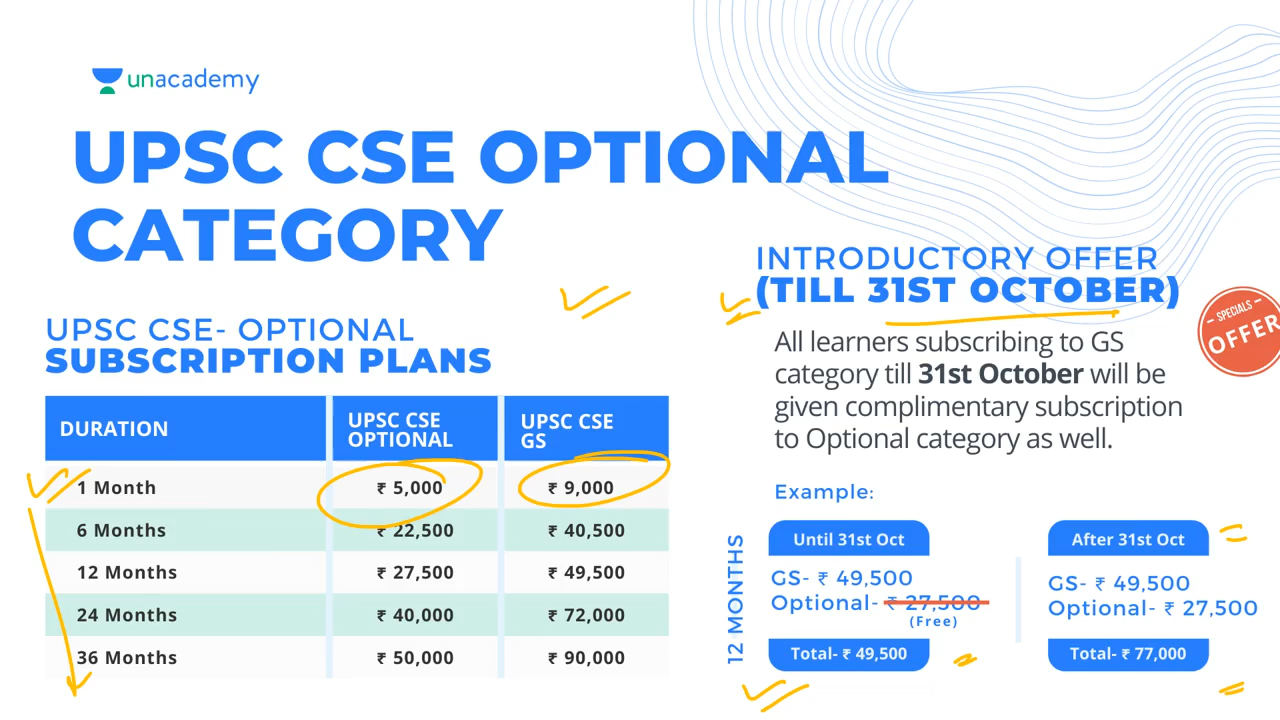 unacademy
UPSC CSE OPTIONAL
CATEGORY
UPSC CSE- OPTIONAL
SUBSCRIPTION PLANS
DURATION UPSC CSE OPTIONAL UPSC CSE GS
1 Month ₹ 5,000 ₹ 9,000
6 Months ₹ 22,500 ₹ 40,500
12 Months ₹ 27,500 ₹ 49,500
24 Months ₹ 40,000 ₹ 72,000
36 Months ₹ 50,000 ₹ 90,000
INTRODUCTORY OFFER
(TILL 31ST OCTOBER)
SPECIALS
OFFER
All learners subscribing to GS
category till 31st October will be
given complimentary subscription
to Optional category as well.
Example:
12 MONTHS
Until 31st Oct
GS- ₹ 49,500
Optional- ₹ 27,500
(Free)
Total- ₹ 49,500
After 31st Oct
GS- ₹ 49,500
Optional- ₹ 27,500
Total- ₹ 77,000